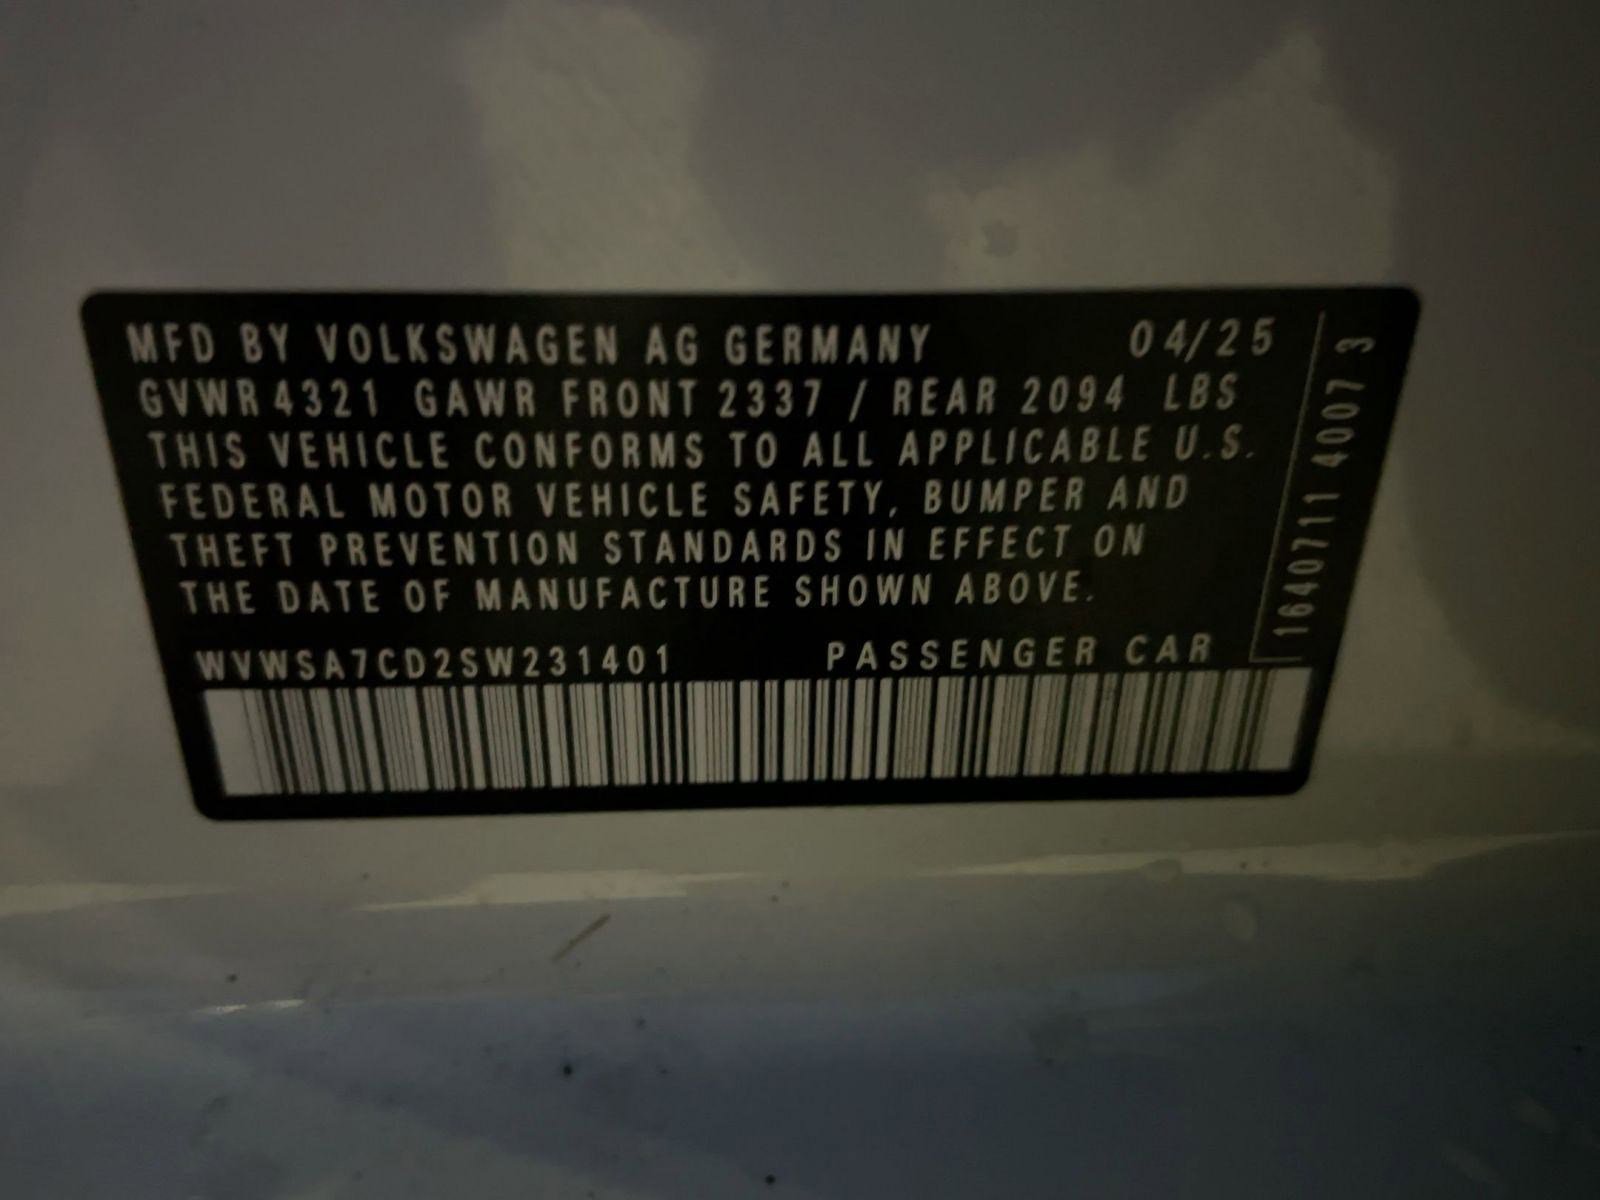 MFD BY VOLKSWAGEN AG GERMANY 04/25
GVWR 4321 GAWR FRONT 2337 / REAR 2094 LBS
THIS VEHICLE CONFORMS TO ALL APPLICABLE U.S.
FEDERAL MOTOR VEHICLE SAFETY, BUMPER AND
THEFT PREVENTION STANDARDS IN EFFECT ON
THE DATE OF MANUFACTURE SHOWN ABOVE.
WVWSA7CD2SW231401 PASSENGER CAR
16407114007 3